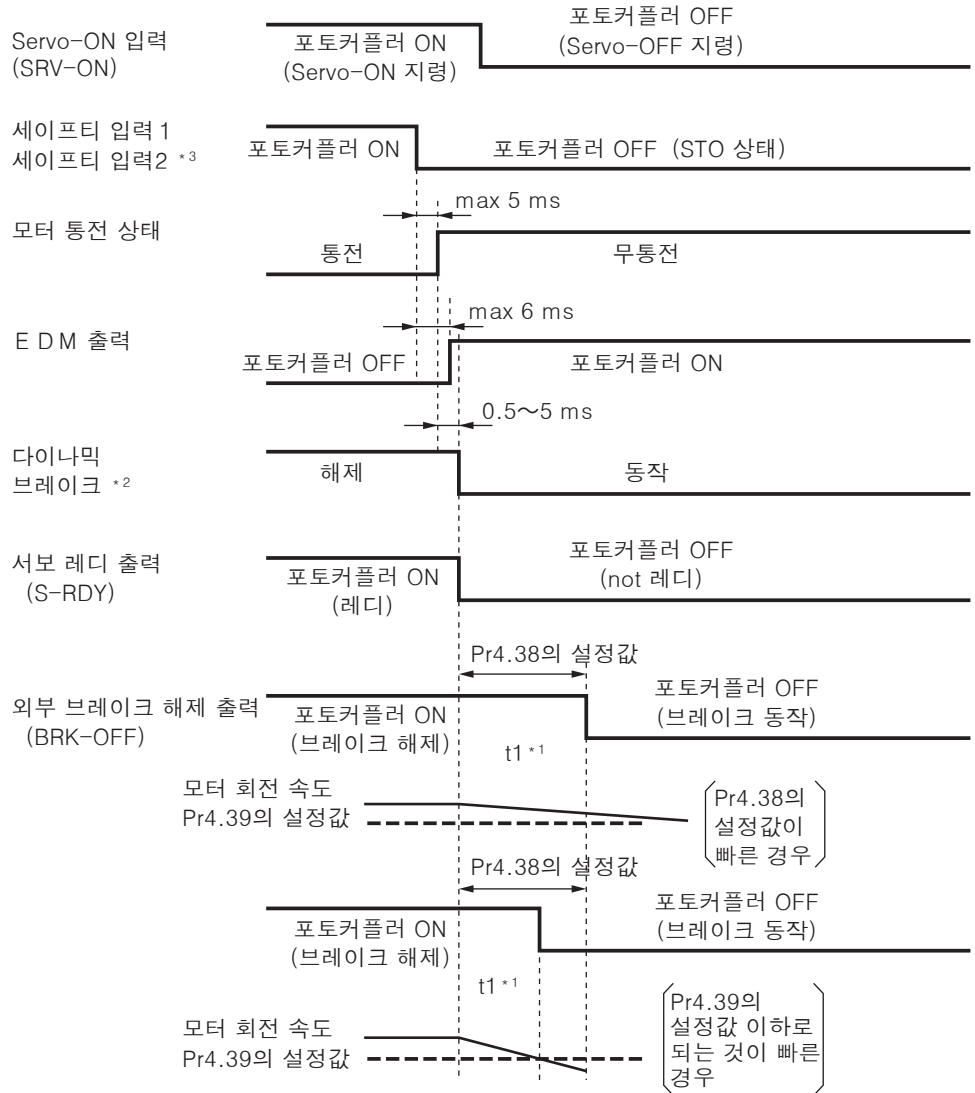 포토커플러 OFF
(Servo-OFF 지령)
Servo-ON 입력
(SRV-ON)
포토커플러 ON
(Servo-ON 지령)
세이프티 입력 1
세이프티 입력2 *3
포토커플러 ON
포토커플러 OFF (STO 상태)
max 5 ms
모터 통전 상태
통전
무통전
max 6 ms
E D M 출력
포토커플러 OFF
포토커플러 ON
0.5~5 ms
다이나믹
브레이크 *2
해제
동작
서보 레디 출력
(S-RDY)
포토커플러 ON
(레디)
포토커플러 OFF
(not 레디)
Pr4.38의 설정값
외부 브레이크 해제 출력
(BRK-OFF)
포토커플러 ON
(브레이크 해제)
포토커플러 OFF
(브레이크 동작)
t1 *1
모터 회전 속도
Pr4.39의 설정값
Pr4.38의
설정값이
빠른 경우
Pr4.38의 설정값
포토커플러 ON
(브레이크 해제)
포토커플러 OFF
(브레이크 동작)
t1 *1
모터 회전 속도
Pr4.39의 설정값
Pr4.39의
설정값 이하로
되는 것이 빠른
경우